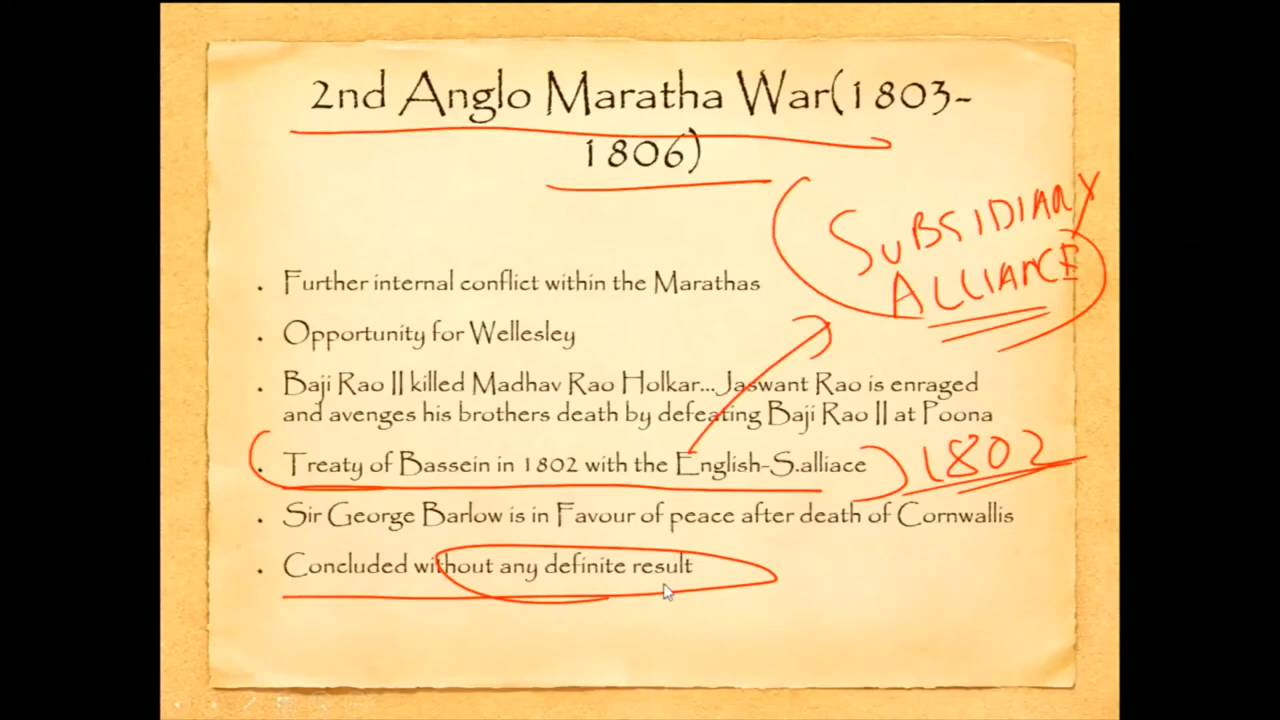 2nd Anglo Maratha War(1803-
1806)
SUBSIDIARY
ALLIANCE
. Further internal conflict within the Marathas
. Opportunity for Wellesley
. Baji Rao II killed Madhav Rao Holkar... Jaswant Rao is enraged
and avenges his brothers death by defeating Baji Rao II at Poona
. Treaty of Bassein in 1802 with the English-S.alliace
1802
. Sir George Barlow is in Favour of peace after death of Cornwallis
. Concluded without any definite result